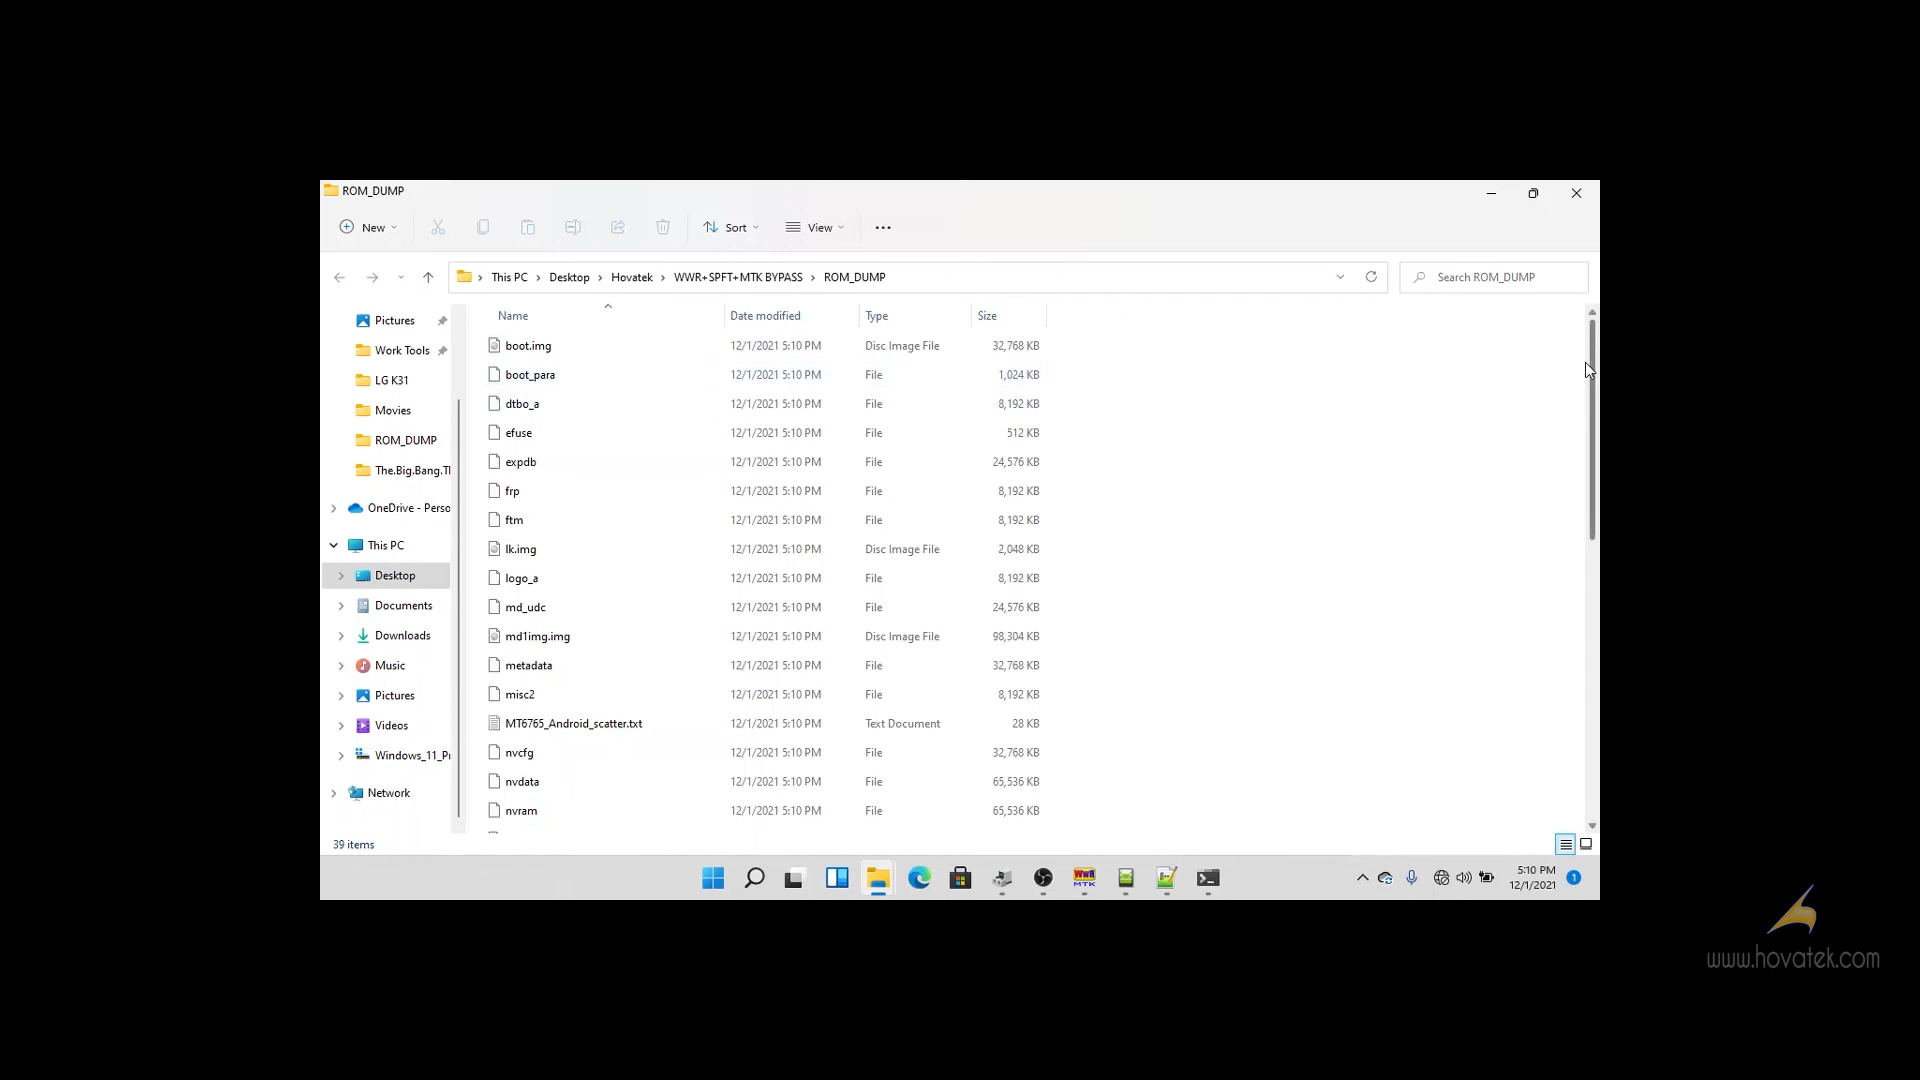 ROM_DUMP
New
Sort
View
This PC > Desktop > Hovatek > WWR+SPFT+MTK BYPASS > ROM_DUMP
Search ROM_DUMP
Pictures
Work Tools
LG K31
Movies
ROM_DUMP
The.Big.Bang.Tl
OneDrive - Perso
This PC
Desktop
Documents
Downloads
Music
Pictures
Videos
Windows_11_Pr
Network
Name Date modified Type Size
boot.img 12/1/2021 5:10 PM Disc Image File 32,768 KB
boot_para 12/1/2021 5:10 PM File 1,024 KB
dtbo_a 12/1/2021 5:10 PM File 8,192 KB
efuse 12/1/2021 5:10 PM File 512 KB
expdb 12/1/2021 5:10 PM File 24,576 KB
frp 12/1/2021 5:10 PM File 8,192 KB
ftm 12/1/2021 5:10 PM File 8,192 KB
lk.img 12/1/2021 5:10 PM Disc Image File 2,048 KB
logo_a 12/1/2021 5:10 PM File 8,192 KB
md_udc 12/1/2021 5:10 PM File 24,576 KB
md1img.img 12/1/2021 5:10 PM Disc Image File 98,304 KB
metadata 12/1/2021 5:10 PM File 32,768 KB
misc2 12/1/2021 5:10 PM File 8,192 KB
MT6765_Android_scatter.txt 12/1/2021 5:10 PM Text Document 28 KB
nvcfg 12/1/2021 5:10 PM File 32,768 KB
nvdata 12/1/2021 5:10 PM File 65,536 KB
nvram 12/1/2021 5:10 PM File 65,536 KB
39 items
WwR
MTK
5:10 PM
12/1/2021
1
www.hovatek.com